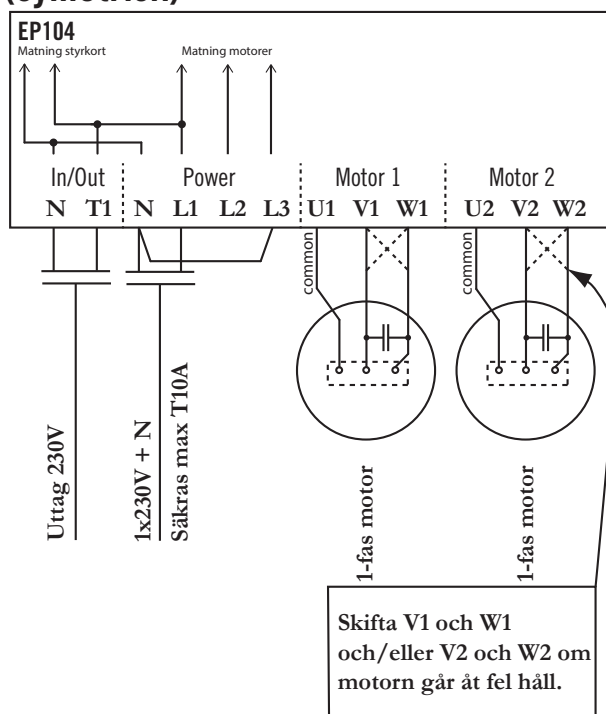 EP104
Matning styrkort
Matning motorer
In/Out
Power
Motor 1
Motor 2
N T1 N L1 L2 L3 U1 V1 W1 U2 V2 W2
common
common
Uttag 230V
1x230V + N
Säkras max T10A
1-fas motor
1-fas motor
Skifta V1 och W1
och/eller V2 och W2 om
motorn går åt fel håll.